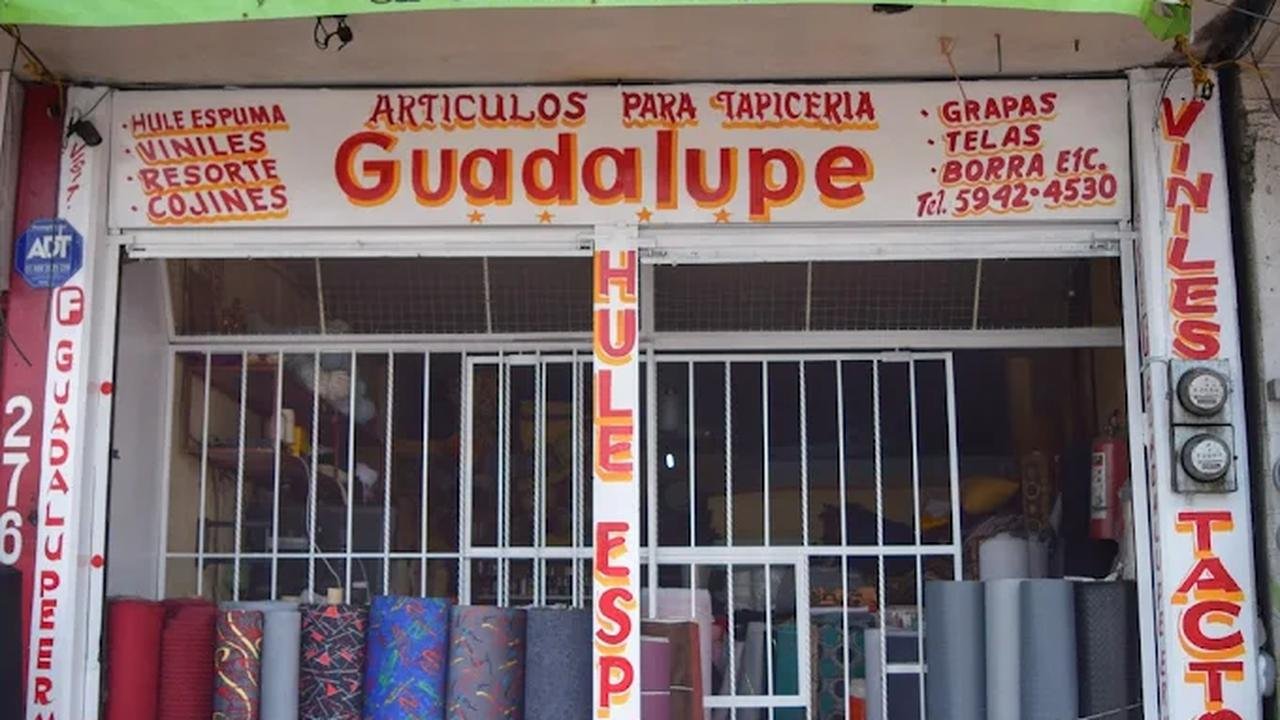 ARTICULOS PARA TAPICERIA
Guadalupe
· HULE ESPUMA
· VINILES
· RESORTE
· COJINES
· GRAPAS
· TELAS
· BORRA ETC.
Tel. 5942·4530
ADT
276
F GUADALUPE
HULE ESP
VINILES
TACT